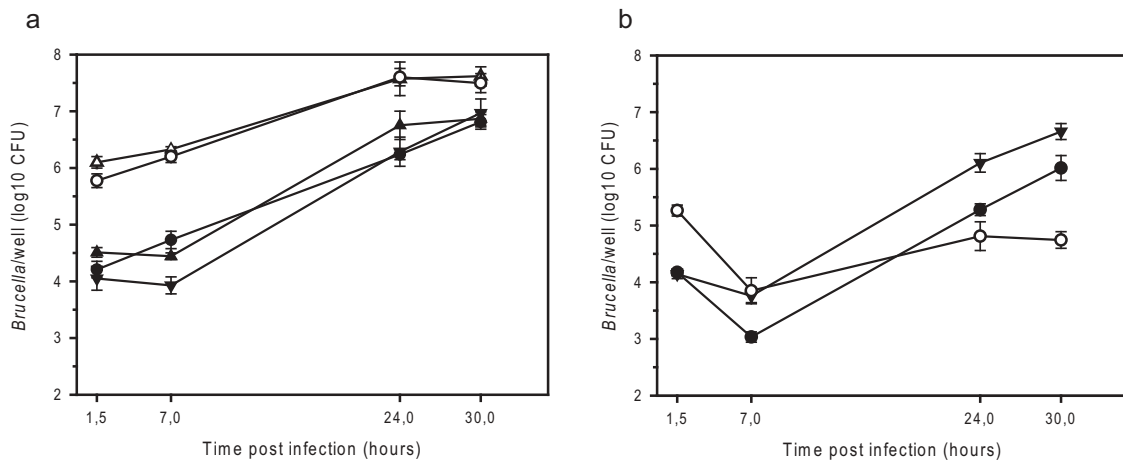 a
8
7
6
5
4
3
2
Brucella/well (log10 CFU)
1,5 7,0 24,0 30,0
Time post infection (hours)
b
8
7
6
5
4
3
2
Brucella/well (log10 CFU)
1,5 7,0 24,0 30,0
Time post infection (hours)